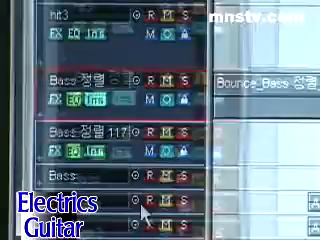 mnstv.com
hit3
R M S
FX EQ Ins M O
Bass 정렬
R M S
Bounce_Bass 정렬
FX EQ Ins M O
Bass 정렬 117
R M S
FX EQ Ins M O
Bass
R M S
R M S
A
R M S
A
Electrics
Guitar